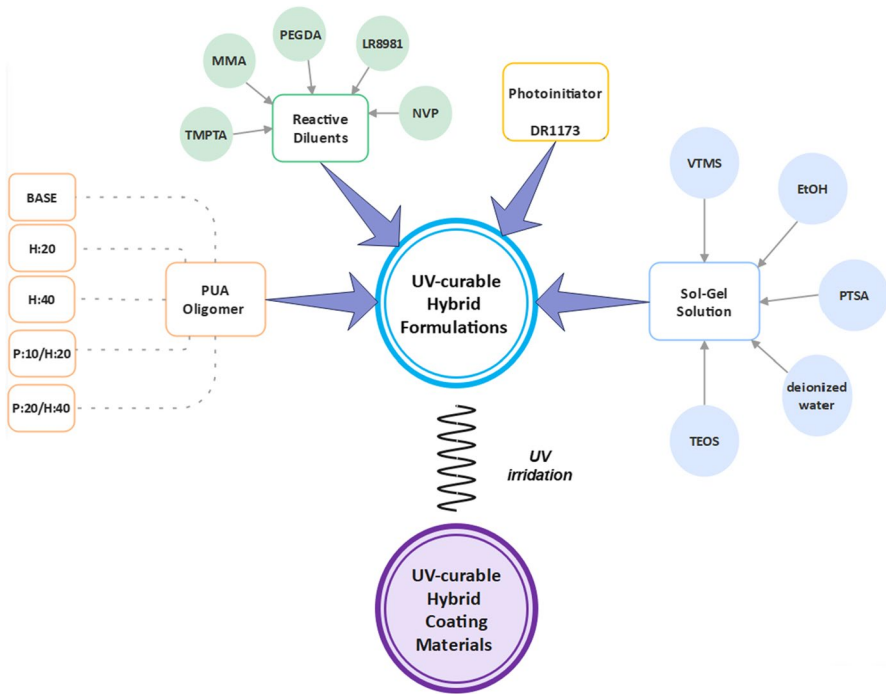 PEGDA
MMA
LR8981
TMPTA
NVP
Reactive
Diluents
Photoinitiator
DR1173
VTMS
EtOH
PTSA
deionized
water
TEOS
Sol-Gel
Solution
BASE
H:20
H:40
P:10/H:20
P:20/H:40
PUA
Oligomer
UV-curable
Hybrid
Formulations
UV
irridation
UV-curable
Hybrid
Coating
Materials